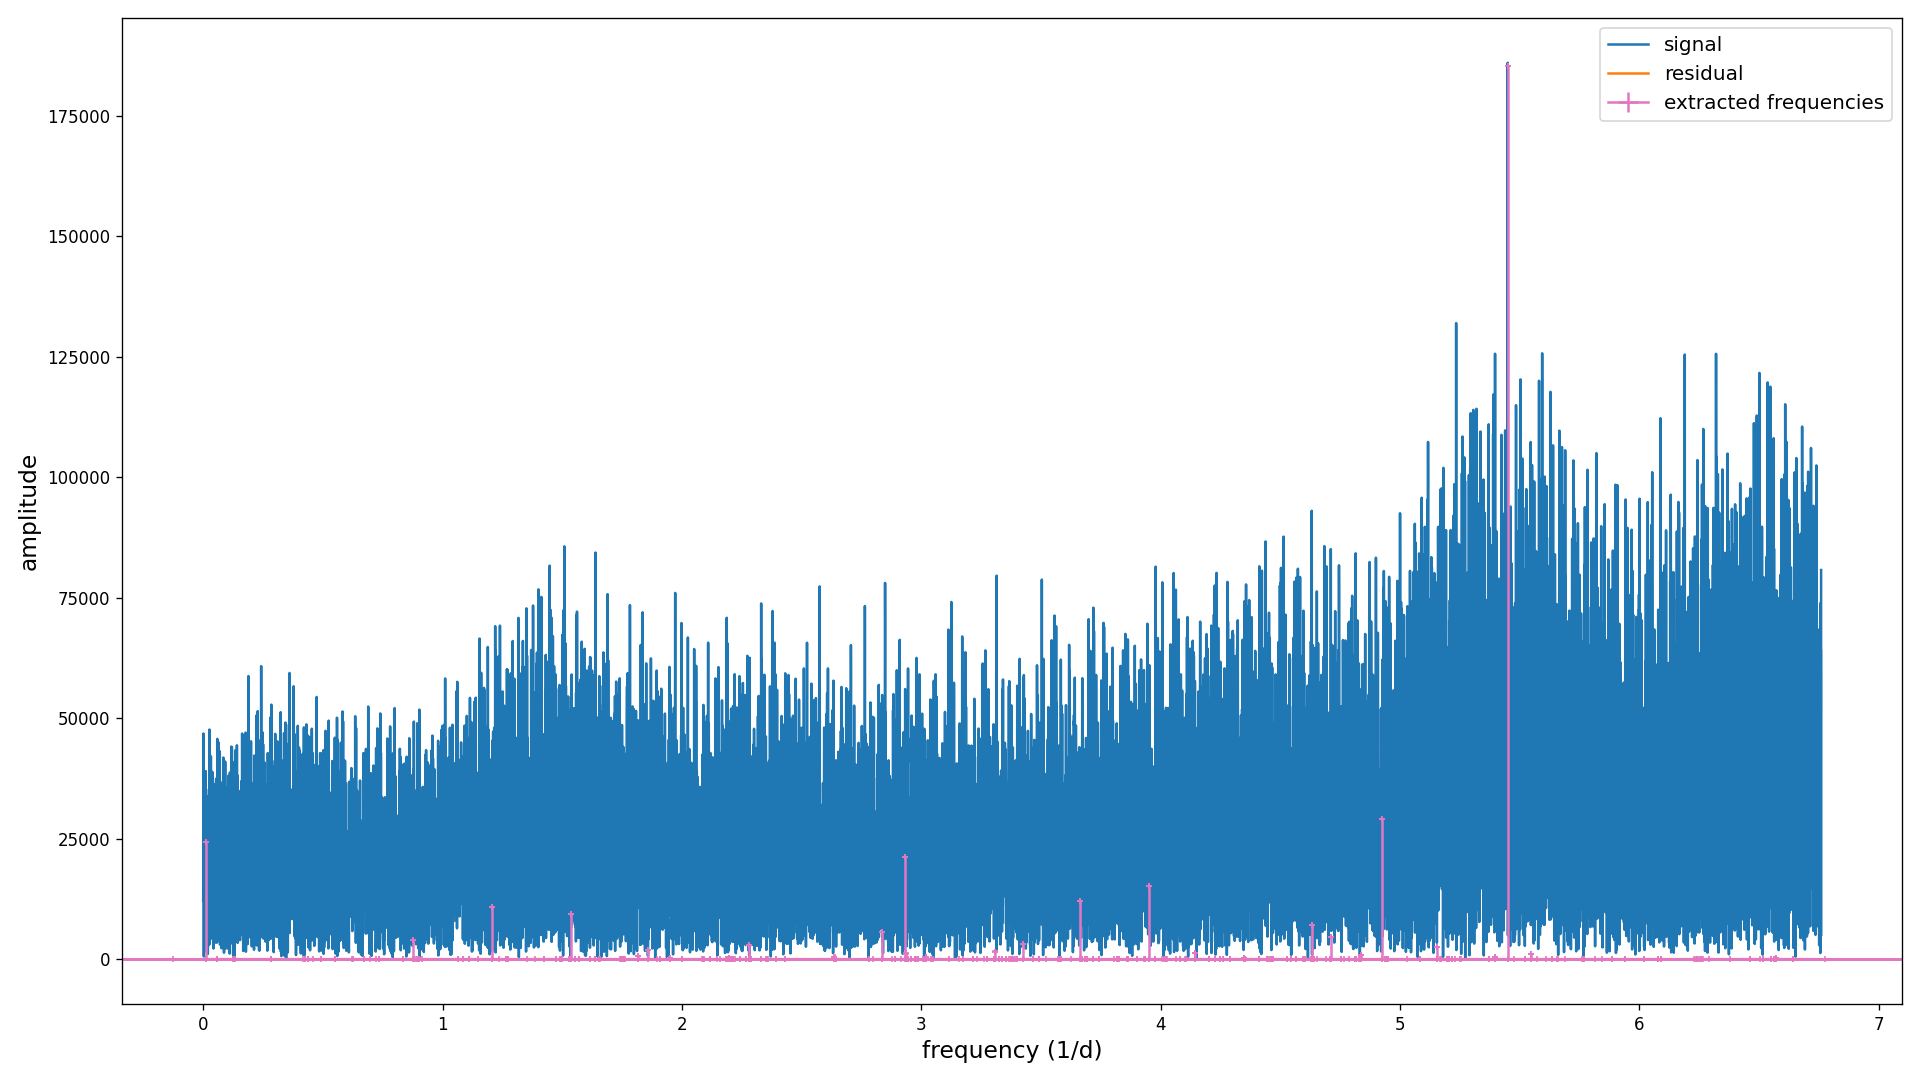 signal
residual
extracted frequencies
175000
150000
125000
100000
75000
50000
25000
0
amplitude
0 1 2 3 4 5 6 7
frequency (1/d)